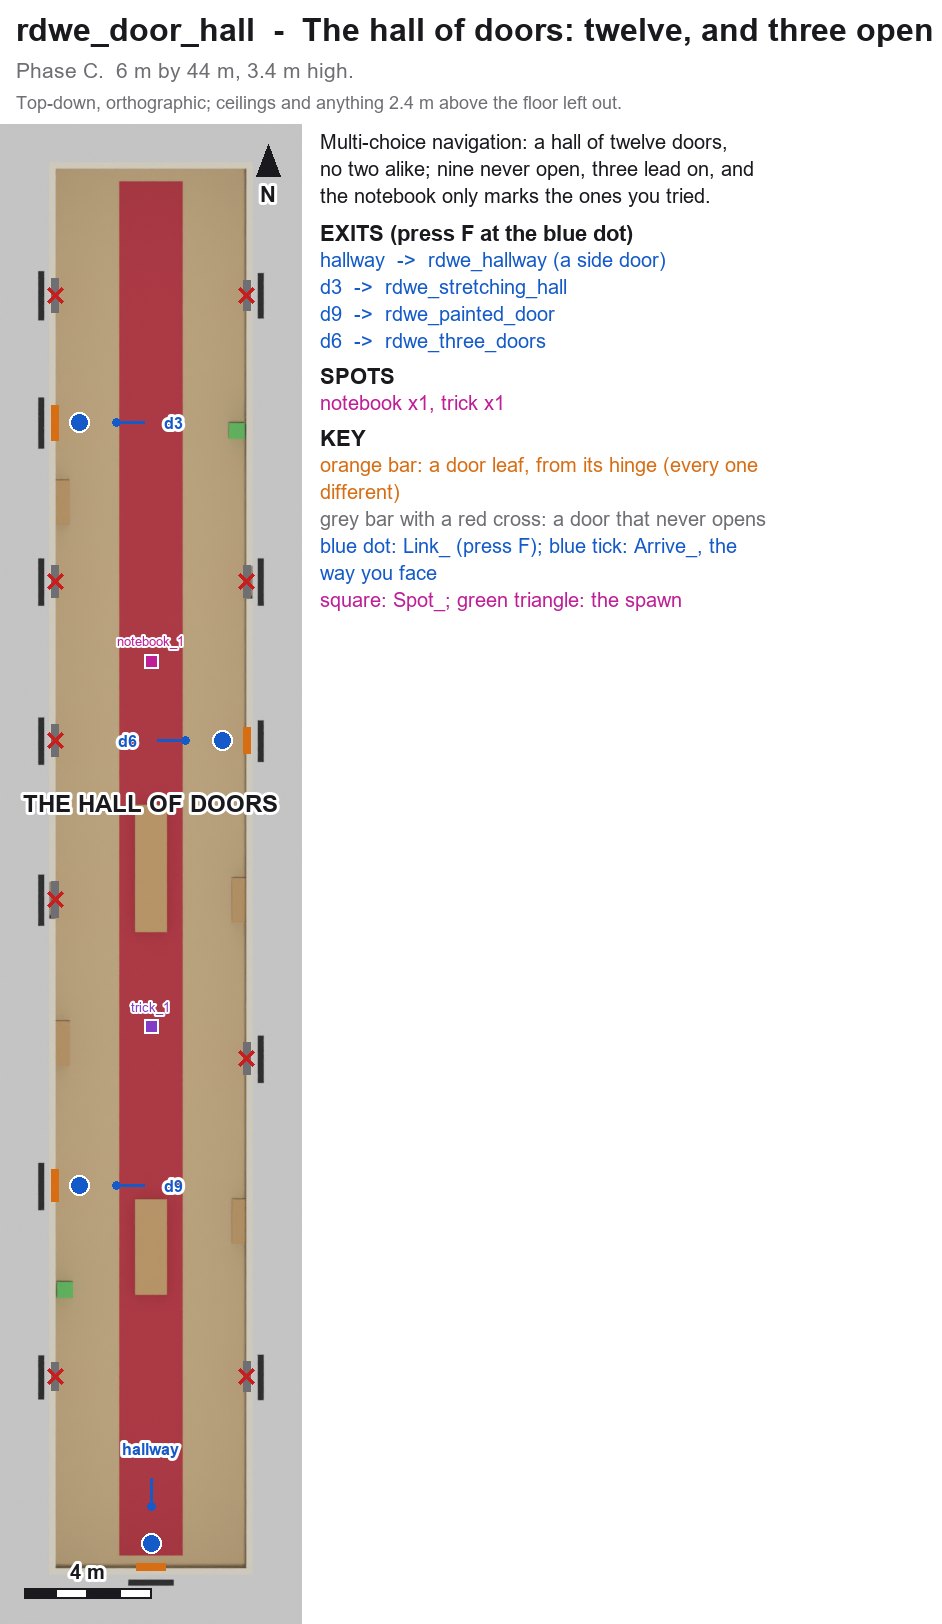 rdwe_door_hall  -  The hall of doors: twelve, and three open
Phase C.  6 m by 44 m, 3.4 m high.
Top-down, orthographic; ceilings and anything 2.4 m above the floor left out.
Multi-choice navigation: a hall of twelve doors,
no two alike; nine never open, three lead on, and
the notebook only marks the ones you tried.
EXITS (press F at the blue dot)
hallway  ->  rdwe_hallway (a side door)
d3  ->  rdwe_stretching_hall
d9  ->  rdwe_painted_door
d6  ->  rdwe_three_doors
SPOTS
notebook x1, trick x1
KEY
orange bar: a door leaf, from its hinge (every one
different)
grey bar with a red cross: a door that never opens
blue dot: Link_ (press F); blue tick: Arrive_, the
way you face
square: Spot_; green triangle: the spawn
N
d3
notebook_1
d6
THE HALL OF DOORS
trick_1
d9
hallway
4 m